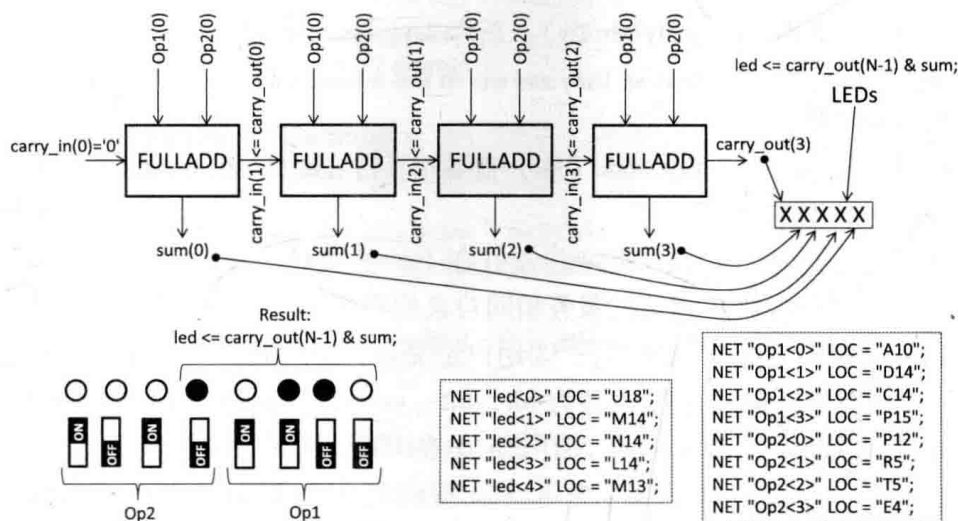 Op1(0)
Op2(0)
Op1(0)
Op2(0)
Op1(0)
Op2(0)
Op1(0)
Op2(0)
led <= carry_out(N-1) & sum;
LEDs
carry_in(0)='0'
FULLADD
carry_in(1) <= carry_out(0)
FULLADD
carry_in(2) <= carry_out(1)
FULLADD
carry_in(3) <= carry_out(2)
FULLADD
carry_out(3)
X X X X X
sum(0)
sum(1)
sum(2)
sum(3)
Result:
led <= carry_out(N-1) & sum;
ON
OFF
ON
OFF
ON
ON
OFF
OFF
Op2
Op1
NET "led<0>" LOC = "U18";
NET "led<1>" LOC = "M14";
NET "led<2>" LOC = "N14";
NET "led<3>" LOC = "L14";
NET "led<4>" LOC = "M13";
NET "Op1<0>" LOC = "A10";
NET "Op1<1>" LOC = "D14";
NET "Op1<2>" LOC = "C14";
NET "Op1<3>" LOC = "P15";
NET "Op2<0>" LOC = "P12";
NET "Op2<1>" LOC = "R5";
NET "Op2<2>" LOC = "T5";
NET "Op2<3>" LOC = "E4";